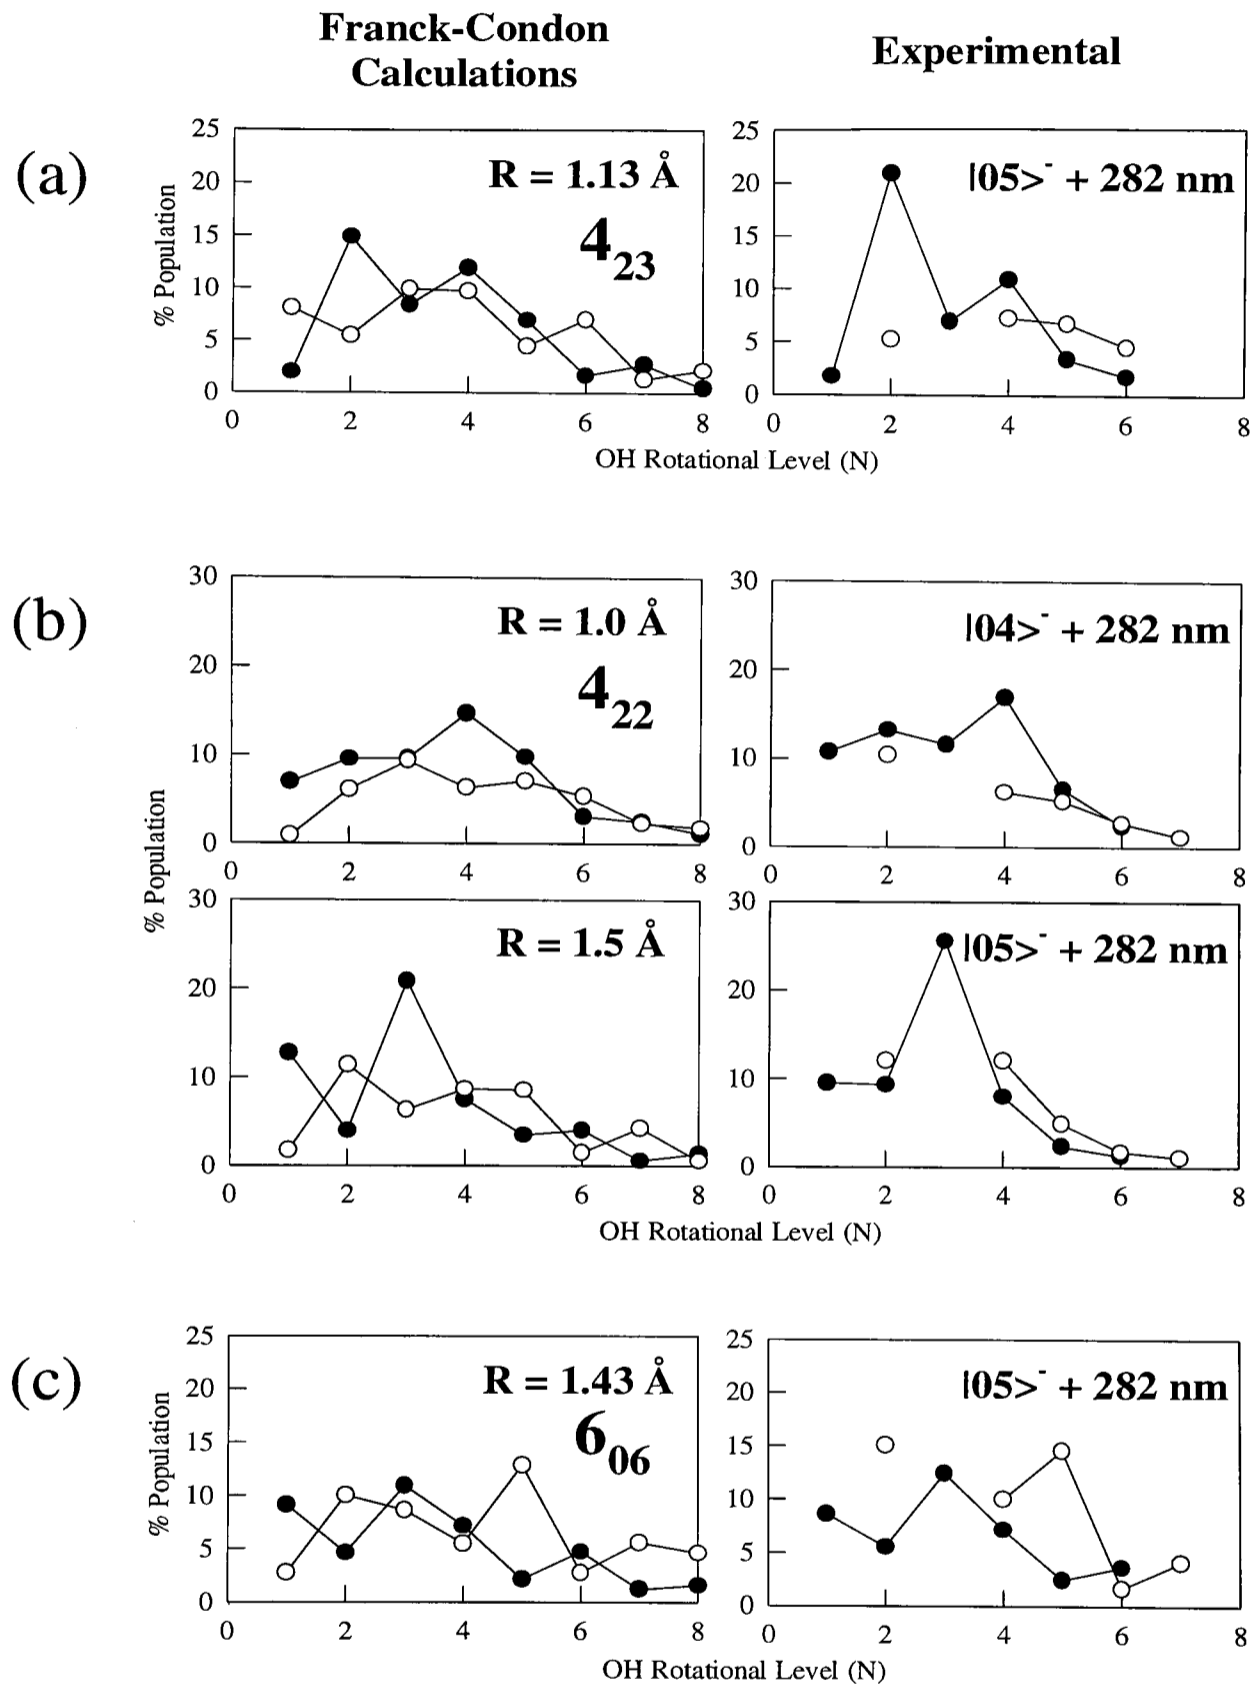 Franck-Condon
Calculations
Experimental
(a)
% Population
25
20
15
10
5
0
0 2 4 6 8
R = 1.13 Å
4₂₃
25
20
15
10
5
0
0 2 4 6 8
|05>⁻ + 282 nm
OH Rotational Level (N)
(b)
% Population
30
20
10
0
0 2 4 6 8
R = 1.0 Å
4₂₂
30
20
10
0
0 2 4 6 8
|04>⁻ + 282 nm
30
20
10
0
0 2 4 6 8
R = 1.5 Å
30
20
10
0
0 2 4 6 8
|05>⁻ + 282 nm
OH Rotational Level (N)
(c)
% Population
25
20
15
10
5
0
0 2 4 6 8
R = 1.43 Å
6₀₆
25
20
15
10
5
0
0 2 4 6 8
|05>⁻ + 282 nm
OH Rotational Level (N)